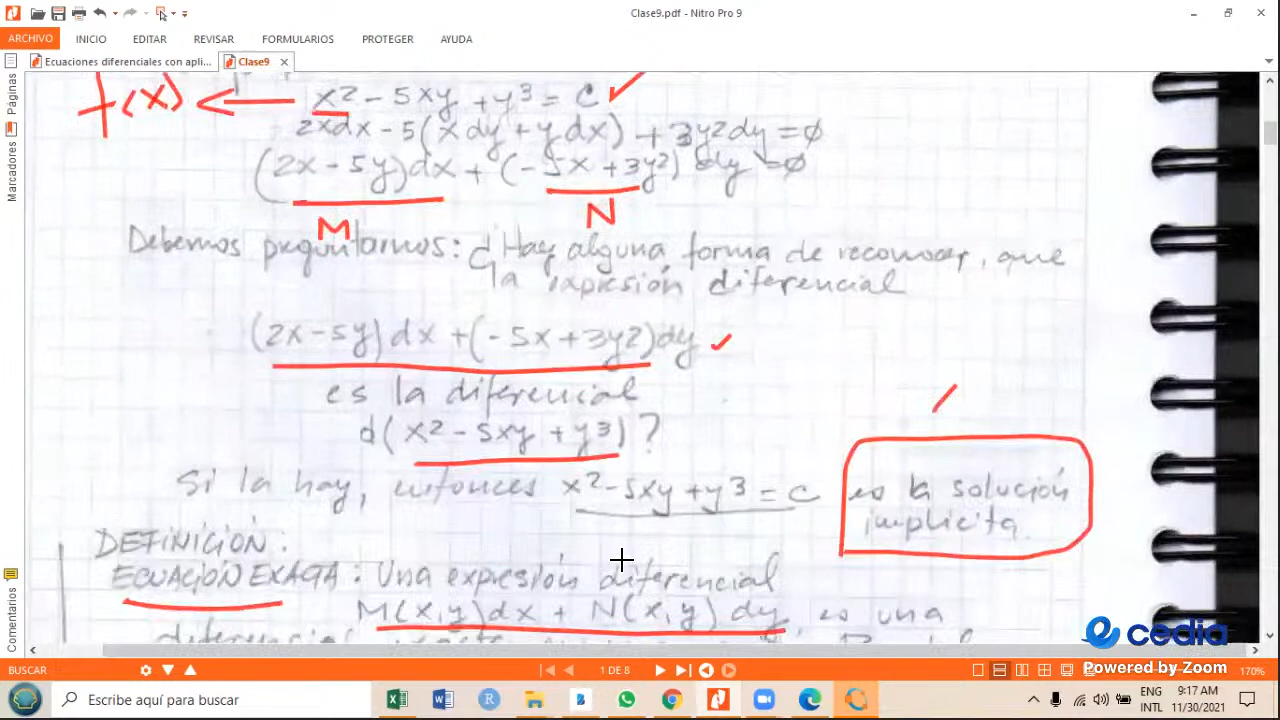 Clase9.pdf - Nitro Pro 9
ARCHIVO INICIO EDITAR REVISAR FORMULARIOS PROTEGER AYUDA
Ecuaciones diferenciales con apli... Clase9
Páginas
Marcadores
Comentarios
f(x) x2 - 5xy + y3 = C
2xdx - 5(xdy + ydx) + 3y2dy = ø
(2x - 5y)dx + (-5x + 3y2) dy = ø
M N
Debemos preguntarnos: ¿Hay alguna forma de reconocer, que
la expresión diferencial
(2x - 5y)dx + (-5x + 3y2)dy
es la diferencial
d(x2 - 5xy + y3)?
Si la hay, entonces x2 - 5xy + y3 = C es la solución
implícita.
DEFINICIÓN:
ECUACIÓN EXACTA: Una expresión diferencial
M(x,y)dx + N(x,y)dy es una
diferencial
cedia
Powered by Zoom
BUSCAR 1 DE 8 170%
Escribe aquí para buscar
ENG 9:17 AM
INTL 11/30/2021